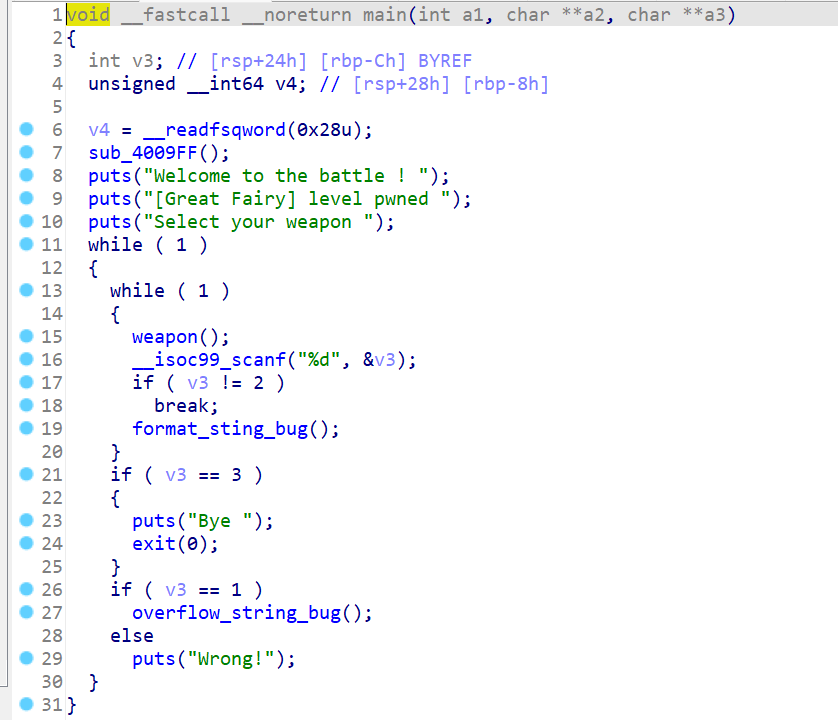 1 void __fastcall __noreturn main(int a1, char **a2, char **a3)
2 {
3   int v3; // [rsp+24h] [rbp-Ch] BYREF
4   unsigned __int64 v4; // [rsp+28h] [rbp-8h]
5
6   v4 = __readfsqword(0x28u);
7   sub_4009FF();
8   puts("Welcome to the battle ! ");
9   puts("[Great Fairy] level pwned ");
10   puts("Select your weapon ");
11   while ( 1 )
12   {
13     while ( 1 )
14     {
15       weapon();
16       __isoc99_scanf("%d", &v3);
17       if ( v3 != 2 )
18         break;
19       format_sting_bug();
20     }
21     if ( v3 == 3 )
22     {
23       puts("Bye ");
24       exit(0);
25     }
26     if ( v3 == 1 )
27       overflow_string_bug();
28     else
29       puts("Wrong!");
30   }
31 }